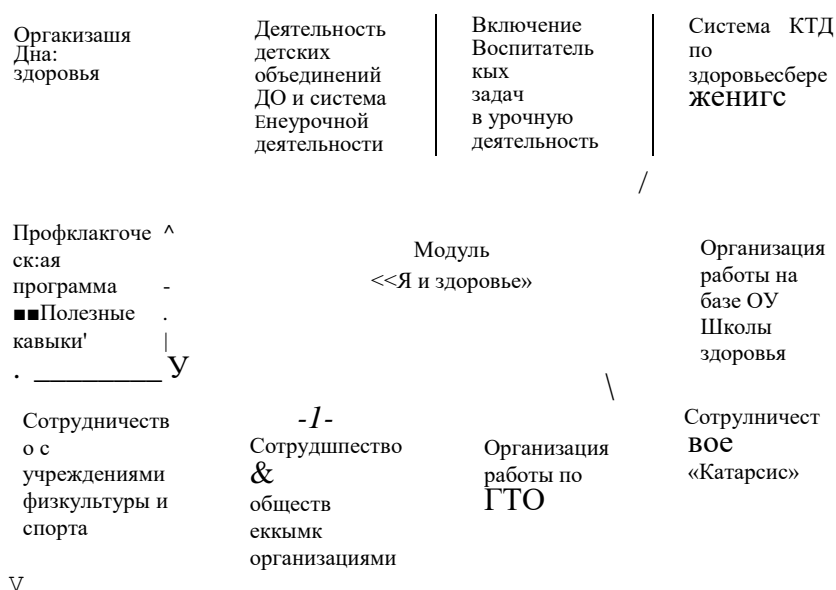 Оргакизашя
Дна:
здоровья
Деятельность
детских
объединений
ДО и система
Енеурочной
деятельности
Включение
Воспитатель
кых
задач
в урочную
деятельность
Система КТД
по
здоровьесбере
женигс
/
Профклакгоче ^
ск:ая
программа -
■■Полезные .
кавыки' |
. ________ У
Модуль
<<Я и здоровье»
Организация
работы на
базе ОУ
Школы
здоровья
\
Сотрудничеств
о с
учреждениями
физкультуры и
спорта
-1-
Сотрудшпество
&
обществ
еккымк
организациями
Организация
работы по
ГТО
Сотрулничест
вое
«Катарсис»
V